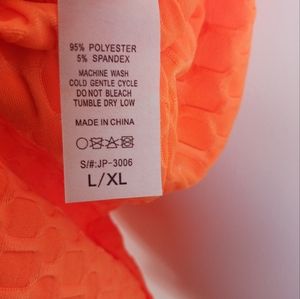 95% POLYESTER
5% SPANDEX
MACHINE WASH
COLD GENTLE CYCLE
DO NOT BLEACH
TUMBLE DRY LOW
MADE IN CHINA
S/#:JP-3006
L/XL